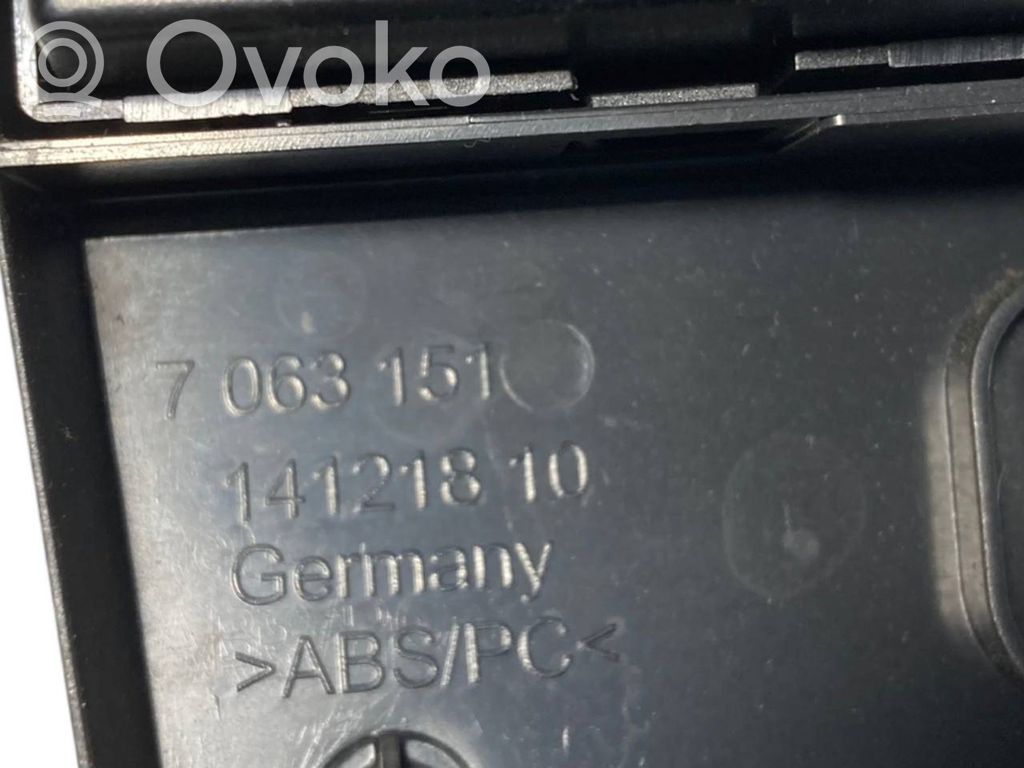 Ovoko
7 063 151
141218 10
Germany
>ABS/PC<